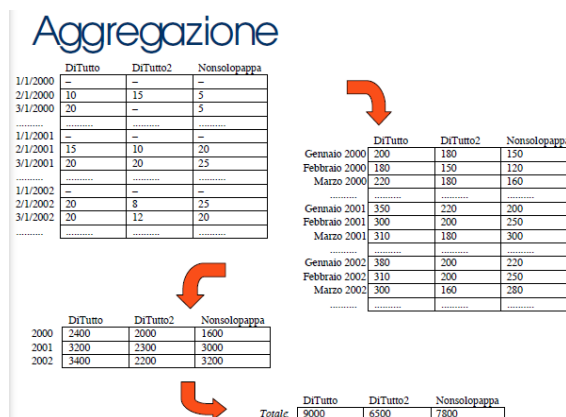 Aggregazione
DiTutto DiTutto2 Nonsolopappa
1/1/2000 – – –
2/1/2000 10 15 5
3/1/2000 20 – 5
.......... .......... .......... ..........
1/1/2001 – – –
2/1/2001 15 10 20
3/1/2001 20 20 25
.......... .......... .......... ..........
1/1/2002 – – –
2/1/2002 20 8 25
3/1/2002 20 12 20
.......... .......... .......... ..........
DiTutto DiTutto2 Nonsolopappa
Gennaio 2000 200 180 150
Febbraio 2000 180 150 120
Marzo 2000 220 180 160
.......... .......... .......... ..........
Gennaio 2001 350 220 200
Febbraio 2001 300 200 250
Marzo 2001 310 180 300
.......... .......... .......... ..........
Gennaio 2002 380 200 220
Febbraio 2002 310 200 250
Marzo 2002 300 160 280
.......... .......... .......... ..........
DiTutto DiTutto2 Nonsolopappa
2000 2400 2000 1600
2001 3200 2300 3000
2002 3400 2200 3200
DiTutto DiTutto2 Nonsolopappa
Totale: 9000 6500 7800